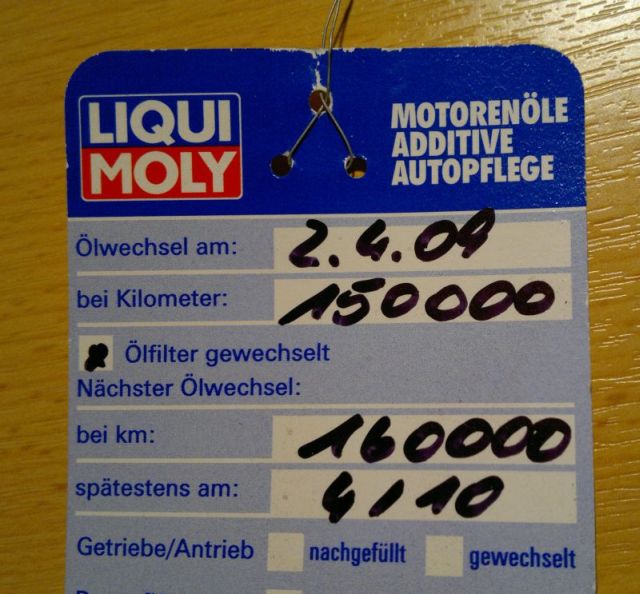 LIQUI
MOLY
MOTORENÖLE
ADDITIVE
AUTOPFLEGE
Ölwechsel am: 2.4.09
bei Kilometer: 150000
Ölfilter gewechselt
Nächster Ölwechsel:
bei km: 160000
spätestens am: 4/10
Getriebe/Antrieb nachgefüllt gewechselt